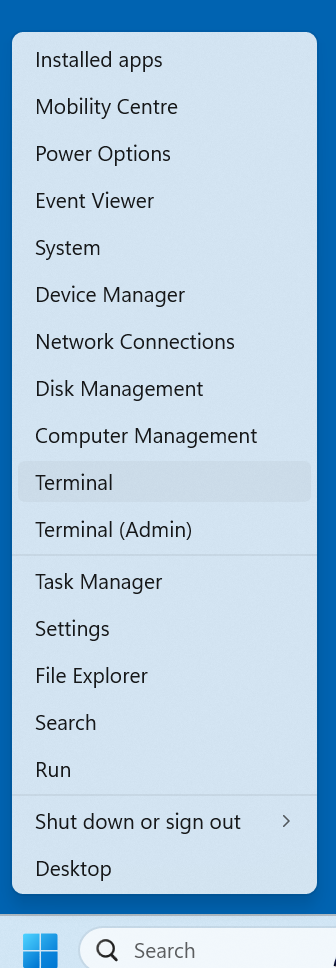 Installed apps
Mobility Centre
Power Options
Event Viewer
System
Device Manager
Network Connections
Disk Management
Computer Management
Terminal
Terminal (Admin)
Task Manager
Settings
File Explorer
Search
Run
Shut down or sign out
Desktop
Search